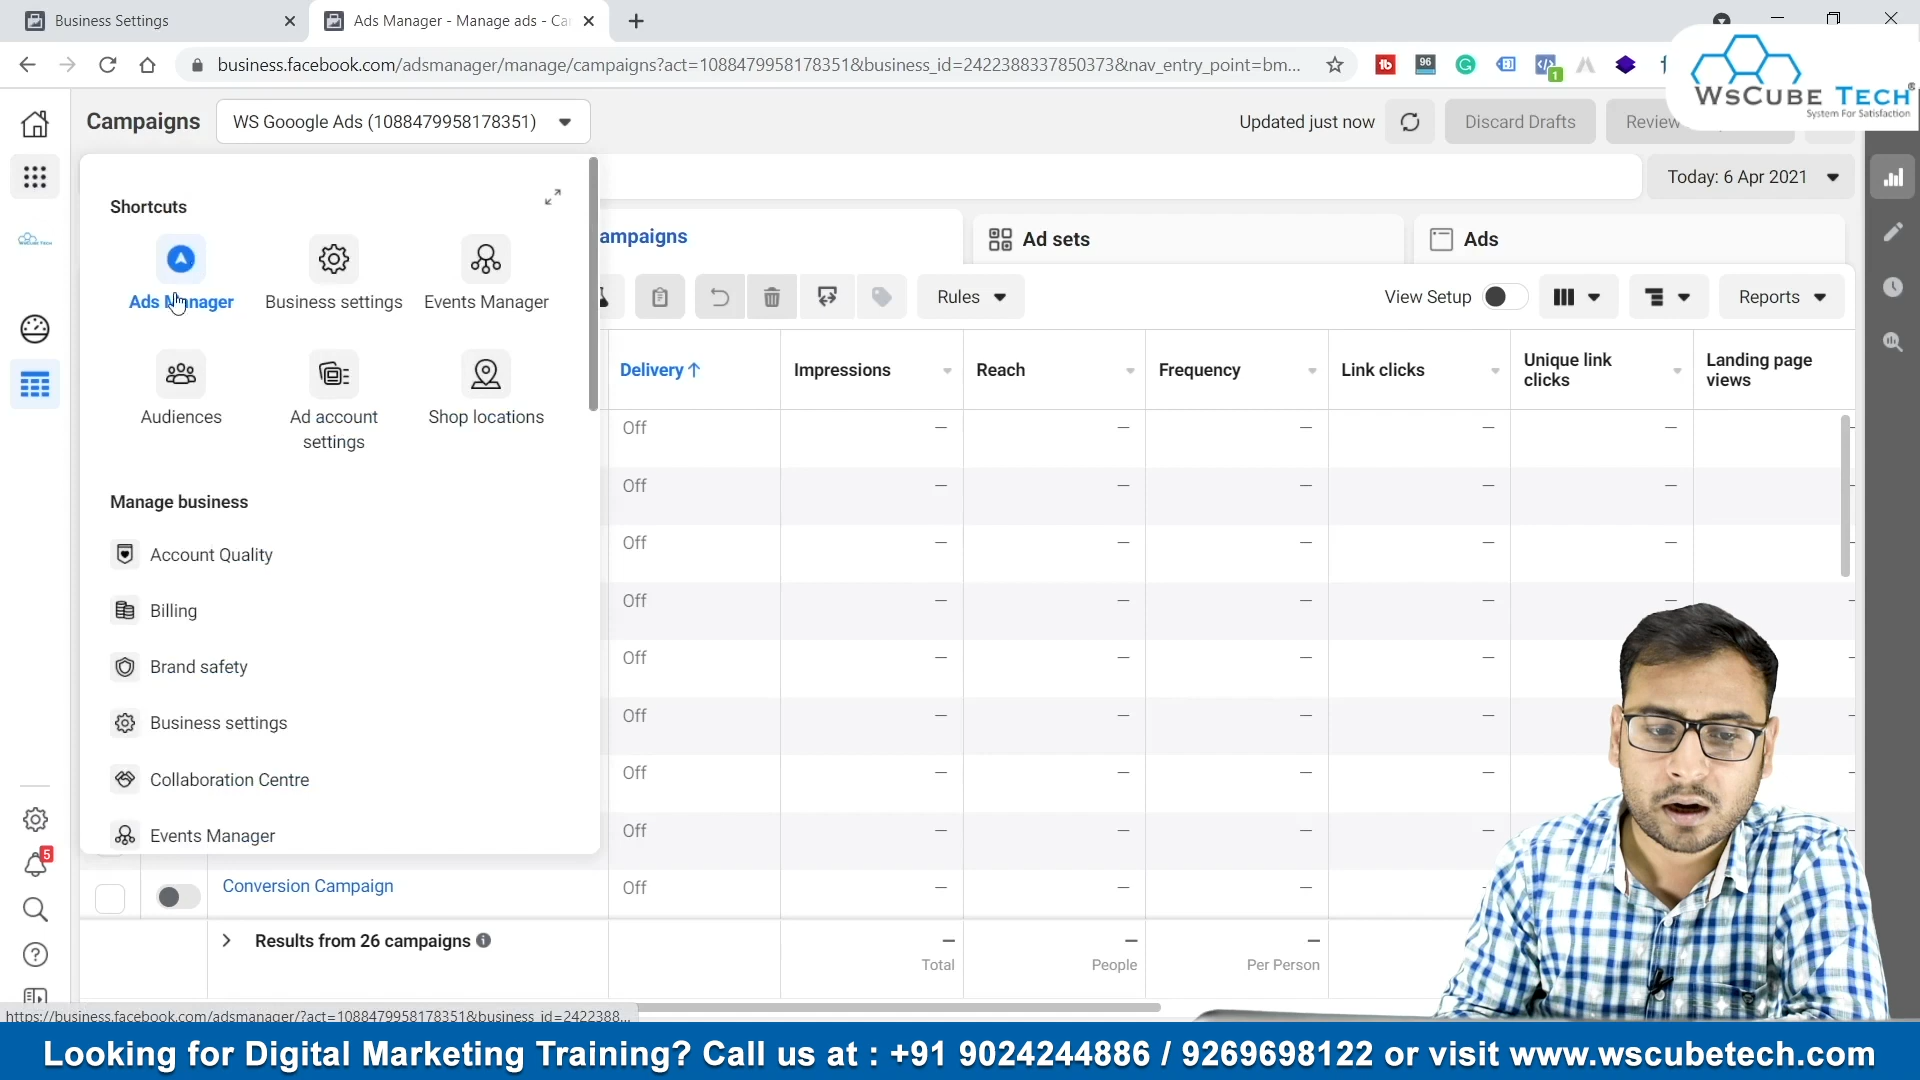 Business Settings
Ads Manager - Manage ads - Ca
business.facebook.com/adsmanager/manage/campaigns?act=1088479958178351&business_id=2422388337850373&nav_entry_point=bm...
96
1
WsCube Tech
System For Satisfaction
Campaigns
WS Gooogle Ads (1088479958178351)
Updated just now
Discard Drafts
Review
Shortcuts
Today: 6 Apr 2021
Ads Manager
Business settings
Events Manager
ampaigns
Ad sets
Ads
Rules
View Setup
Reports
Audiences
Ad account settings
Shop locations
Delivery ↑
Impressions
Reach
Frequency
Link clicks
Unique link clicks
Landing page views
Off — — — — —
Off — — — — —
Off — — — — —
Off — — — — —
Off — — — — —
Off — — — —
Off — — — —
Off — — — —
Off — — — —
Manage business
Account Quality
Billing
Brand safety
Business settings
Collaboration Centre
Events Manager
5
Conversion Campaign
Results from 26 campaigns
— — —
Total
People
Per Person
https://business.facebook.com/adsmanager/?act=1088479958178351&business_id=2422388...
Looking for Digital Marketing Training? Call us at : +91 9024244886 / 9269698122 or visit www.wscubetech.com